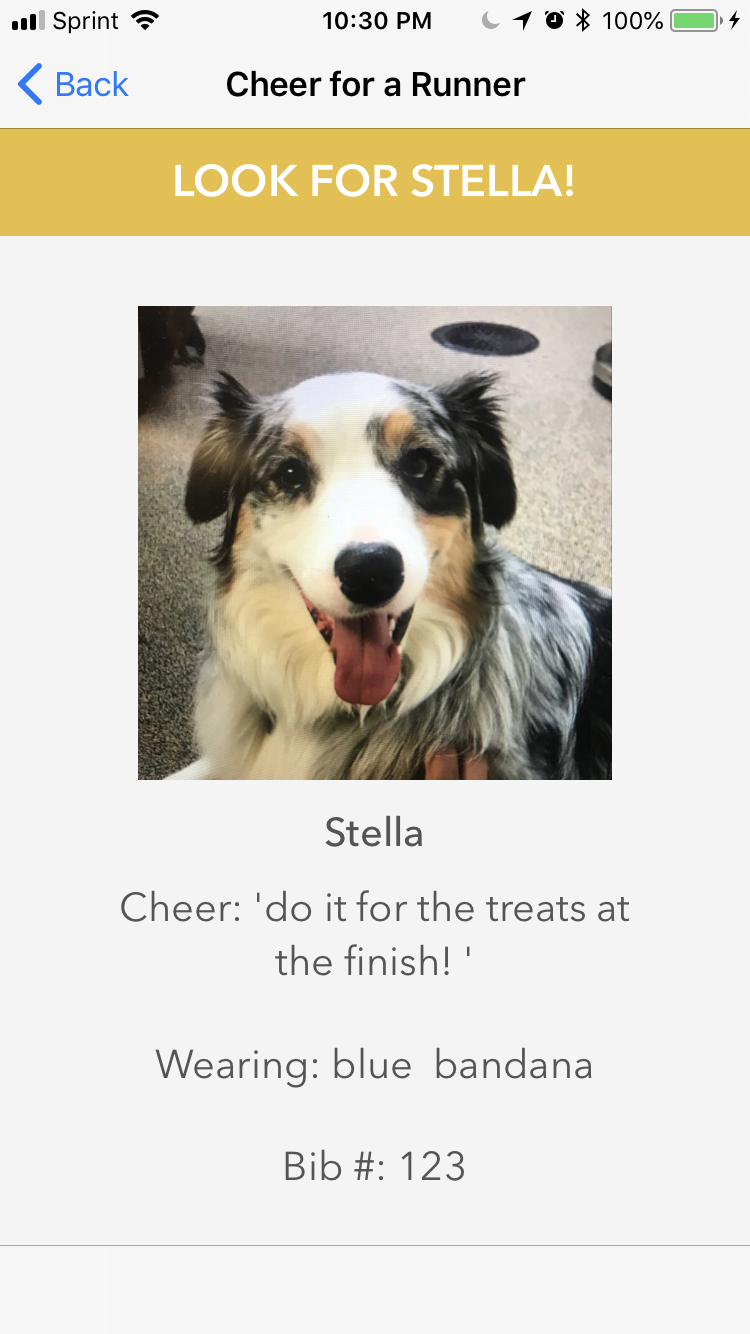 Sprint 10:30 PM 100%
Back Cheer for a Runner
LOOK FOR STELLA!
Stella
Cheer: 'do it for the treats at
the finish! '
Wearing: blue  bandana
Bib #: 123